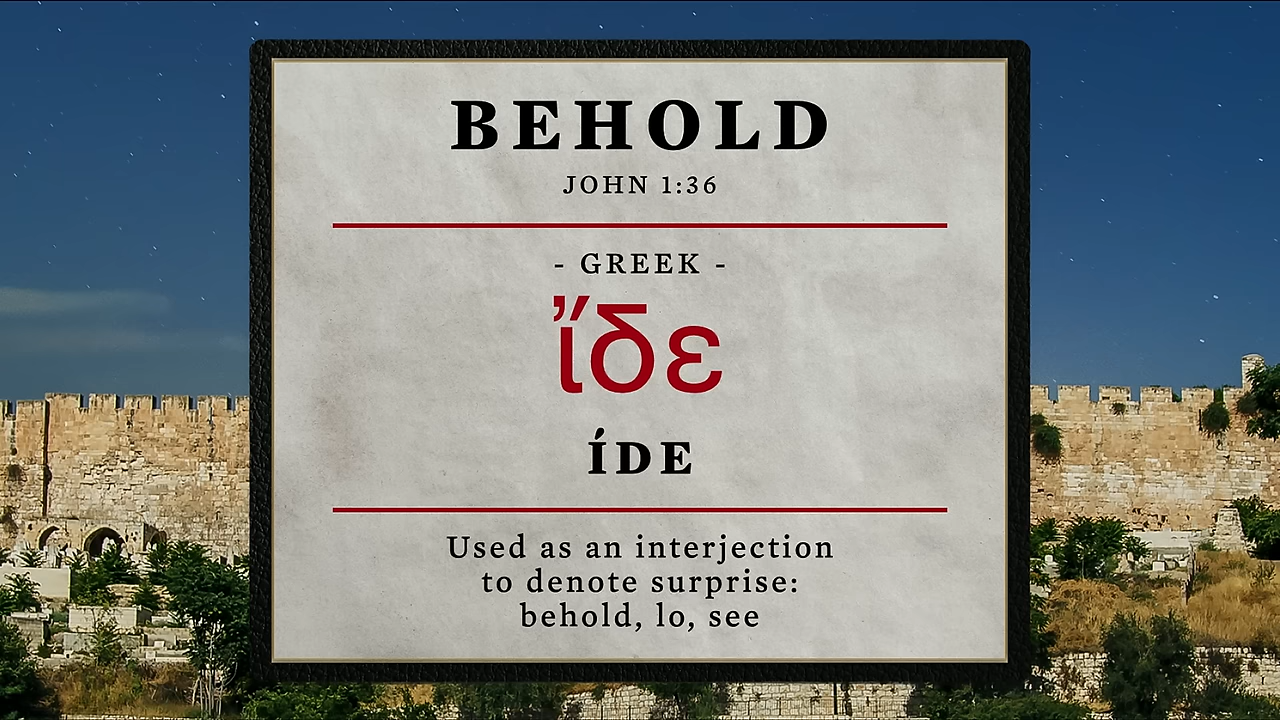 BEHOLD
JOHN 1:36
- GREEK -
ἴδε
ÍDE
Used as an interjection
to denote surprise:
behold, lo, see